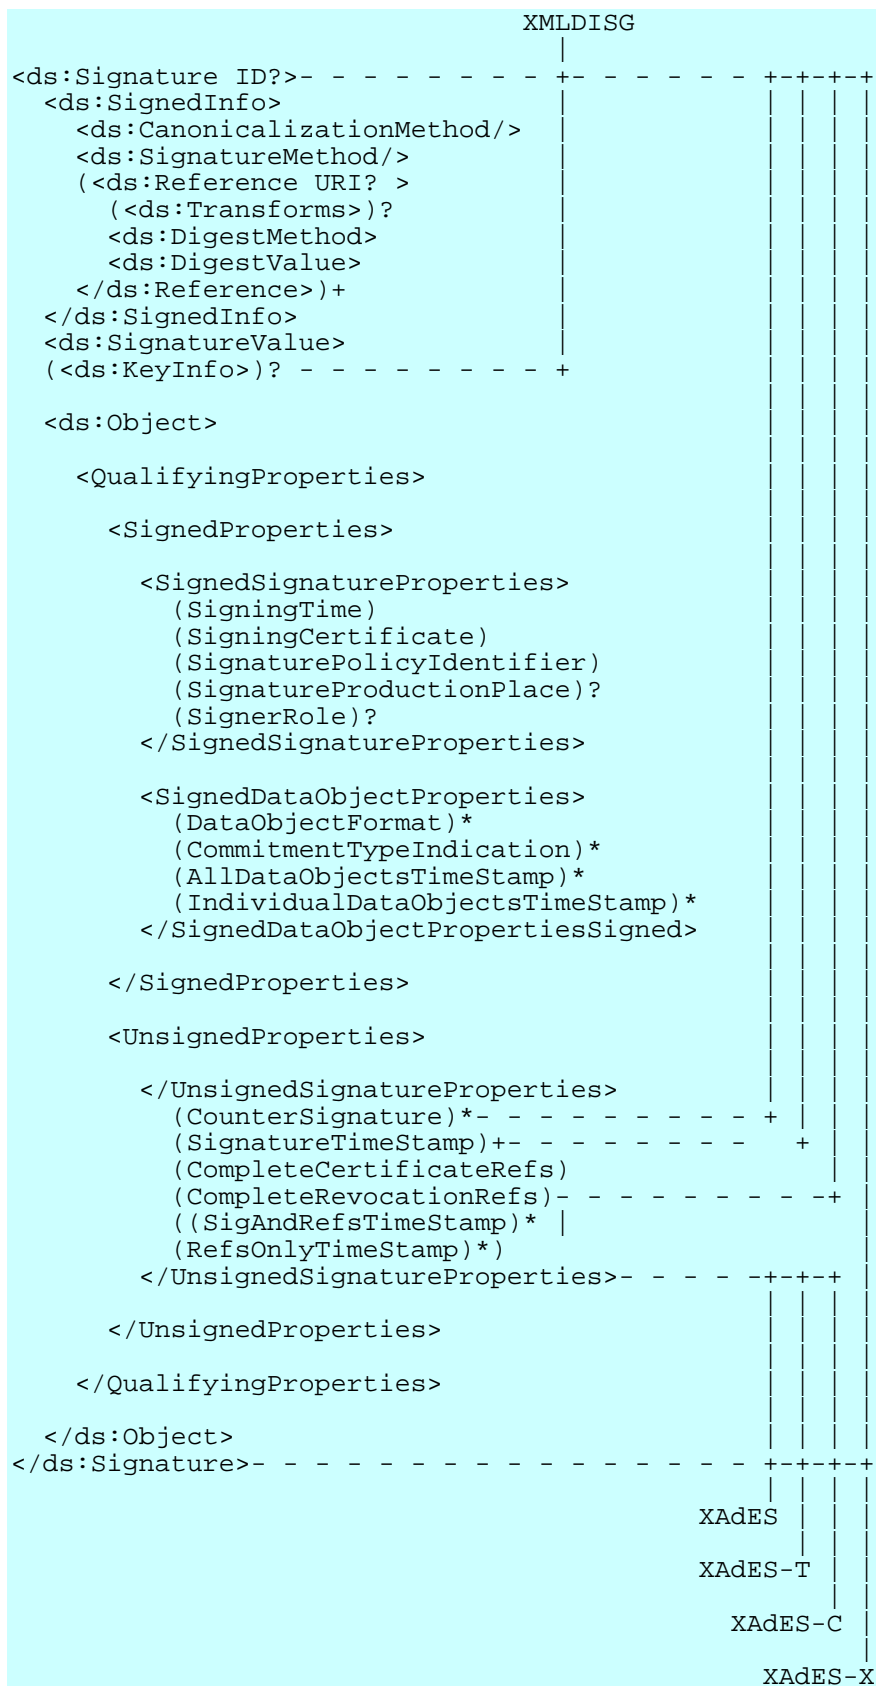 XMLDISG
                                  |
<ds:Signature ID?>- - - - - - - - +- - - - - - +-+-+-+
  <ds:SignedInfo>                 |            | | | |
    <ds:CanonicalizationMethod/>  |            | | | |
    <ds:SignatureMethod/>         |            | | | |
    (<ds:Reference URI? >         |            | | | |
      (<ds:Transforms>)?          |            | | | |
      <ds:DigestMethod>           |            | | | |
      <ds:DigestValue>            |            | | | |
    </ds:Reference>)+             |            | | | |
  </ds:SignedInfo>                |            | | | |
  <ds:SignatureValue>             |            | | | |
  (<ds:KeyInfo>)? - - - - - - - - +            | | | |
                                               | | | |
  <ds:Object>                                  | | | |
                                               | | | |
    <QualifyingProperties>                     | | | |
                                               | | | |
      <SignedProperties>                       | | | |
                                               | | | |
        <SignedSignatureProperties>            | | | |
          (SigningTime)                        | | | |
          (SigningCertificate)                 | | | |
          (SignaturePolicyIdentifier)          | | | |
          (SignatureProductionPlace)?          | | | |
          (SignerRole)?                        | | | |
        </SignedSignatureProperties>           | | | |
                                               | | | |
        <SignedDataObjectProperties>           | | | |
          (DataObjectFormat)*                  | | | |
          (CommitmentTypeIndication)*          | | | |
          (AllDataObjectsTimeStamp)*           | | | |
          (IndividualDataObjectsTimeStamp)*    | | | |
        </SignedDataObjectPropertiesSigned>    | | | |
                                               | | | |
      </SignedProperties>                      | | | |
                                               | | | |
      <UnsignedProperties>                     | | | |
                                               | | | |
        </UnsignedSignatureProperties>         | | | |
          (CounterSignature)*- - - - - - - - - + | | |
          (SignatureTimeStamp)+- - - - - - - -   + | |
          (CompleteCertificateRefs)                | |
          (CompleteRevocationRefs)- - - - - - - - -+ |
          ((SigAndRefsTimeStamp)* |                  |
          (RefsOnlyTimeStamp)*)                      |
        </UnsignedSignatureProperties>- - - - -+-+-+ |
                                               | | | |
      </UnsignedProperties>                    | | | |
                                               | | | |
    </QualifyingProperties>                    | | | |
                                               | | | |
  </ds:Object>                                 | | | |
</ds:Signature>- - - - - - - - - - - - - - - - +-+-+-+
                                               | | | |
                                           XAdES | | |
                                                 | | |
                                           XAdES-T | |
                                                   | |
                                             XAdES-C |
                                                     |
                                               XAdES-X